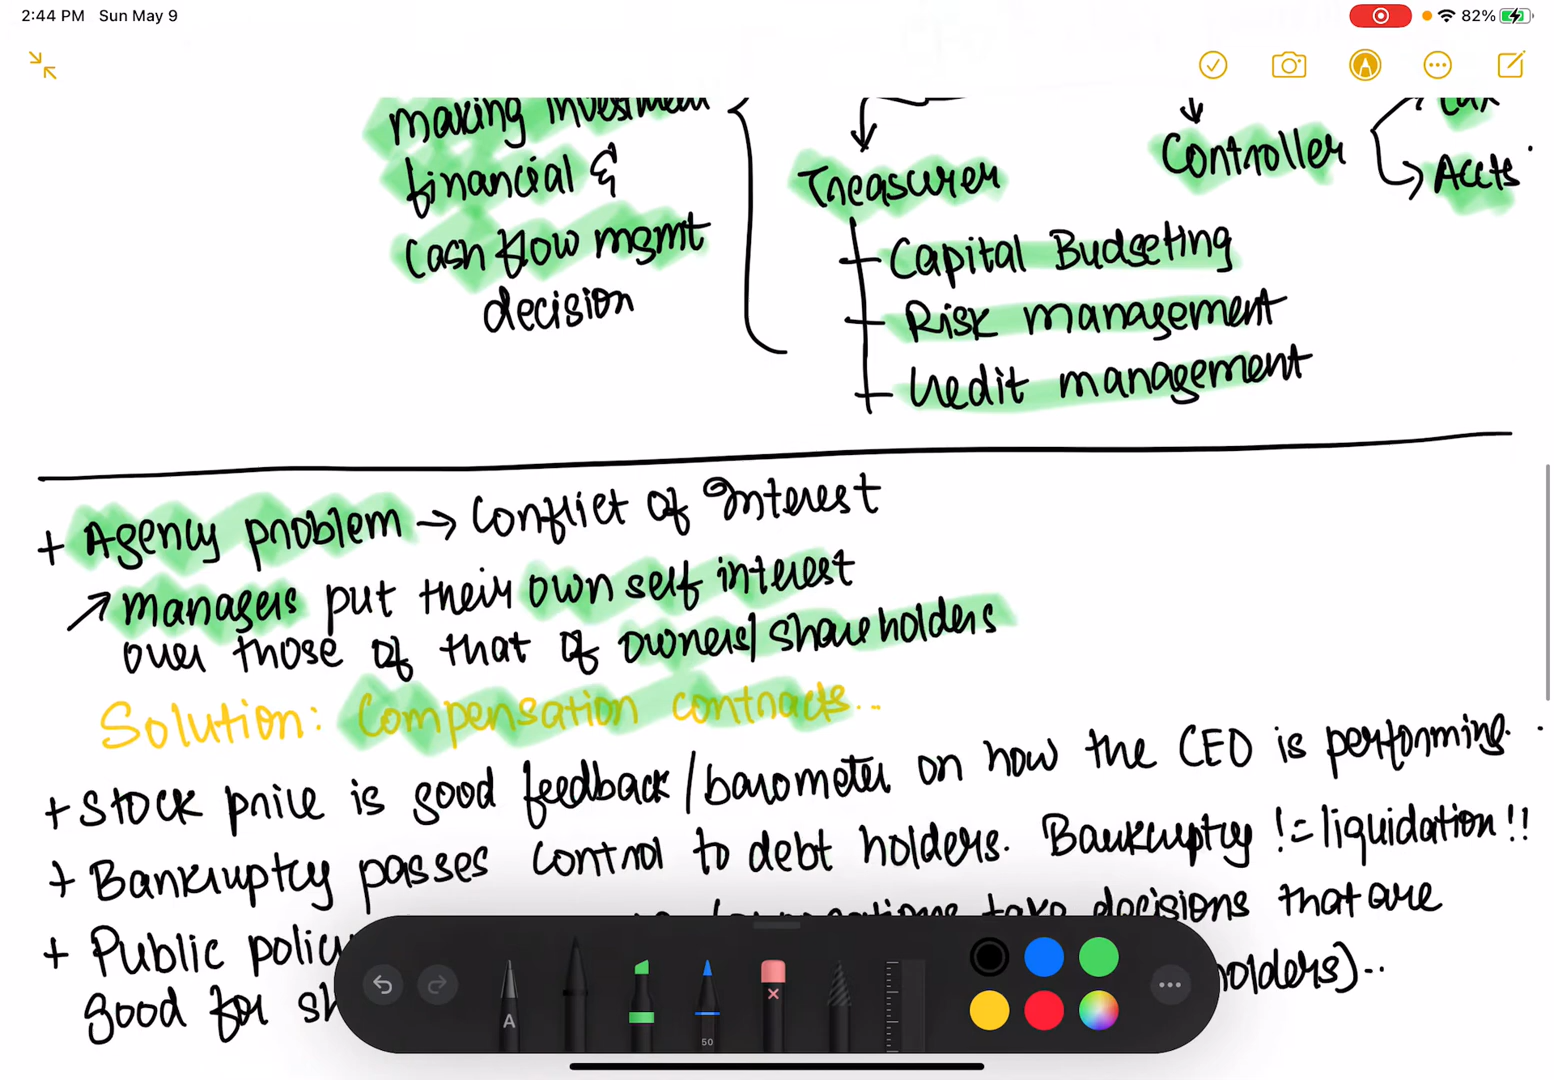 2:44 PM Sun May 9
82%
making investment
financial &
cash flow mgmt
decision
Treasurer
Capital Budgeting
Risk management
Credit management
Controller
tax
Accts
+ Agency problem → Conflict of Interest
↗ managers put their own self interest
over those of that of owners/shareholders
Solution: Compensation contracts..
+ Stock price is good feedback/barometer on how the CEO is performing.
+ Bankruptcy passes control to debt holders. Bankruptcy != liquidation!!
+ Public policy take decisions that are
good for sh holders)..
A
50